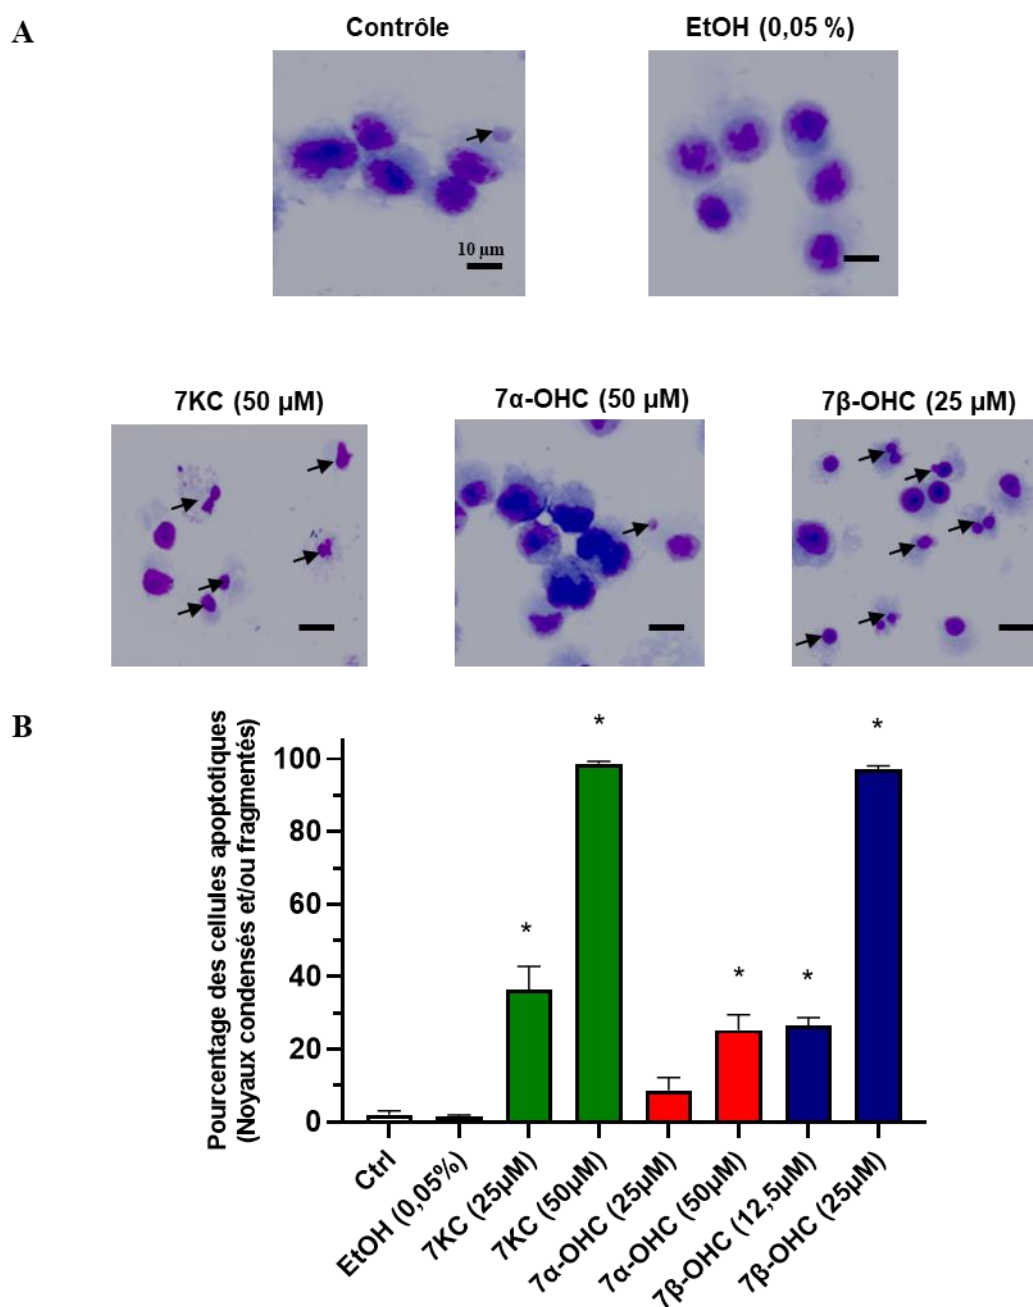 A
Contrôle
EtOH (0,05 %)
10 µm
7KC (50 µM)
7α-OHC (50 µM)
7β-OHC (25 µM)
B
Pourcentage des cellules apoptotiques
(Noyaux condensés et/ou fragmentés)
100
80
60
40
20
0
*
*
*
*
*
Ctrl
EtOH (0,05%)
7KC (25µM)
7KC (50µM)
7α-OHC (25µM)
7α-OHC (50µM)
7β-OHC (12,5µM)
7β-OHC (25µM)